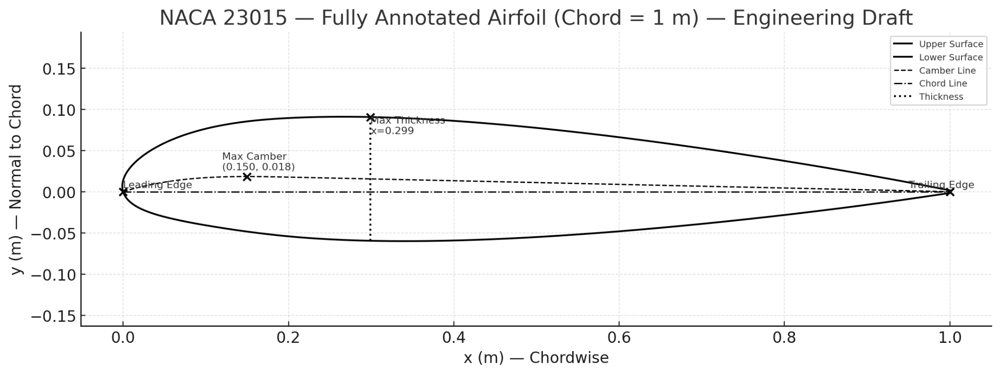 NACA 23015 — Fully Annotated Airfoil (Chord = 1 m) — Engineering Draft
Upper Surface
Lower Surface
Camber Line
Chord Line
Thickness
y (m) — Normal to Chord
0.15
0.10
0.05
0.00
−0.05
−0.10
−0.15
Max Thickness
x=0.299
Max Camber
(0.150, 0.018)
Leading Edge
Trailing Edge
0.0
0.2
0.4
0.6
0.8
1.0
x (m) — Chordwise